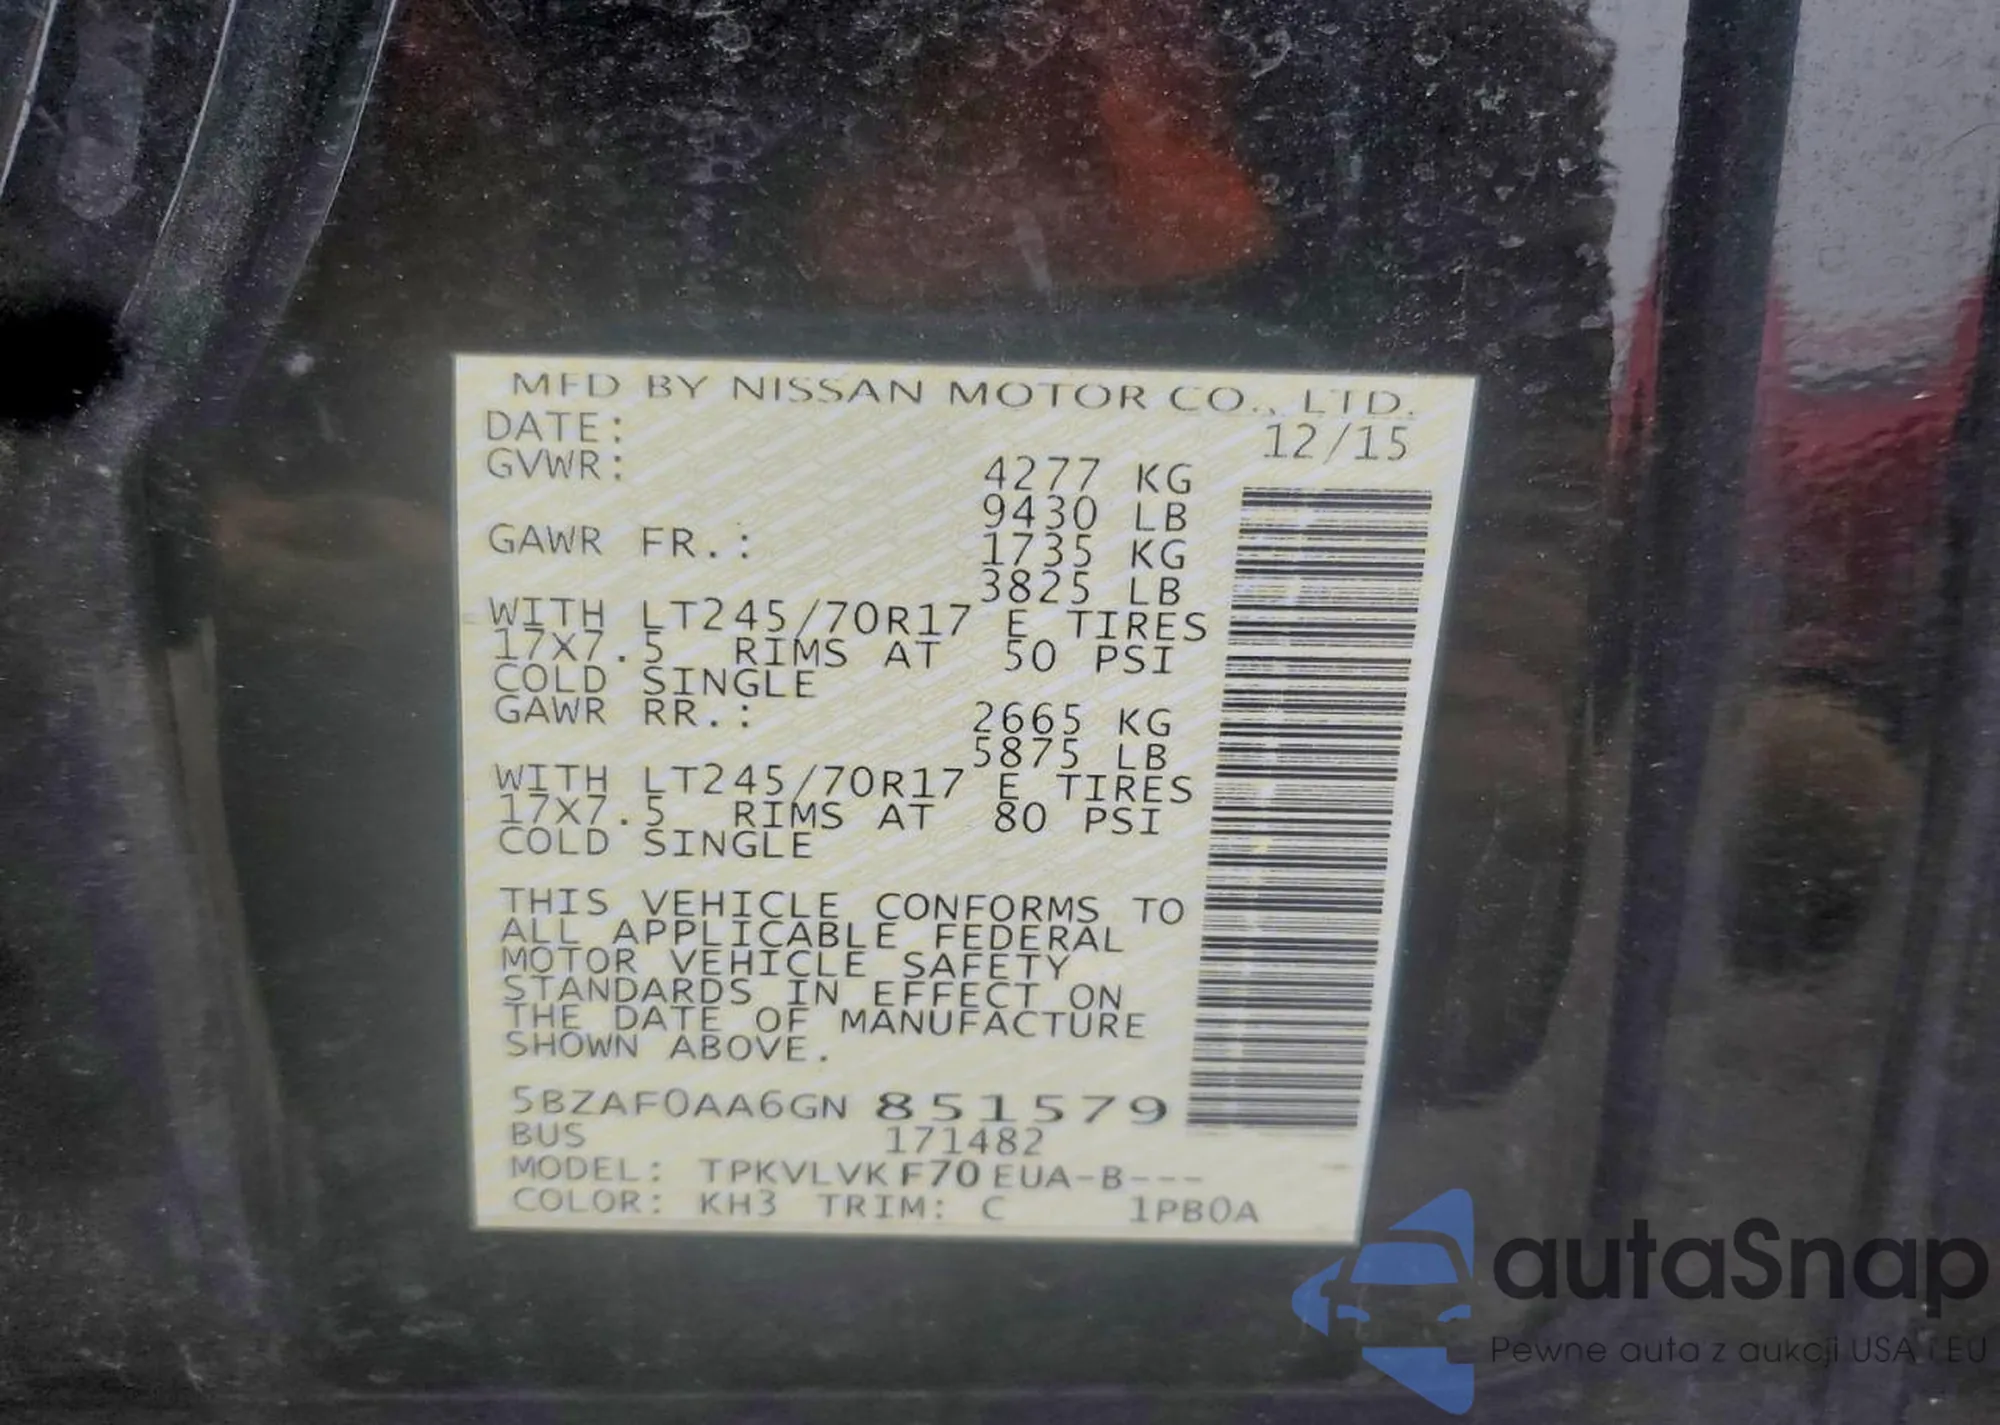 MFD BY NISSAN MOTOR CO., LTD.
DATE: 12/15
GVWR: 4277 KG
9430 LB
GAWR FR.: 1735 KG
3825 LB
WITH LT245/70R17 E TIRES
17X7.5 RIMS AT 50 PSI
COLD SINGLE
GAWR RR.: 2665 KG
5875 LB
WITH LT245/70R17 E TIRES
17X7.5 RIMS AT 80 PSI
COLD SINGLE
THIS VEHICLE CONFORMS TO
ALL APPLICABLE FEDERAL
MOTOR VEHICLE SAFETY
STANDARDS IN EFFECT ON
THE DATE OF MANUFACTURE
SHOWN ABOVE.
5BZAF0AA6GN 851579
BUS 171482
MODEL: TPKVLVK F70 EUA-B---
COLOR: KH3 TRIM: C 1PB0A
autaSnap
Pewne auta z aukcji USA i EU